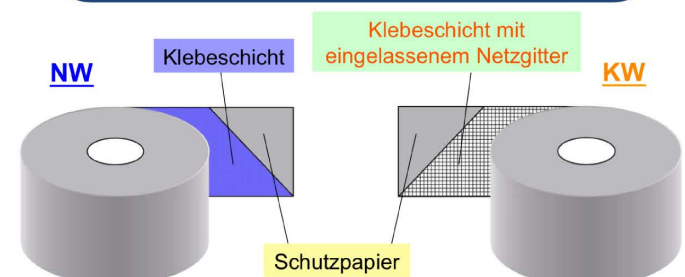 Klebeschicht mit
eingelassenem Netzgitter
Klebeschicht
NW
KW
Schutzpapier